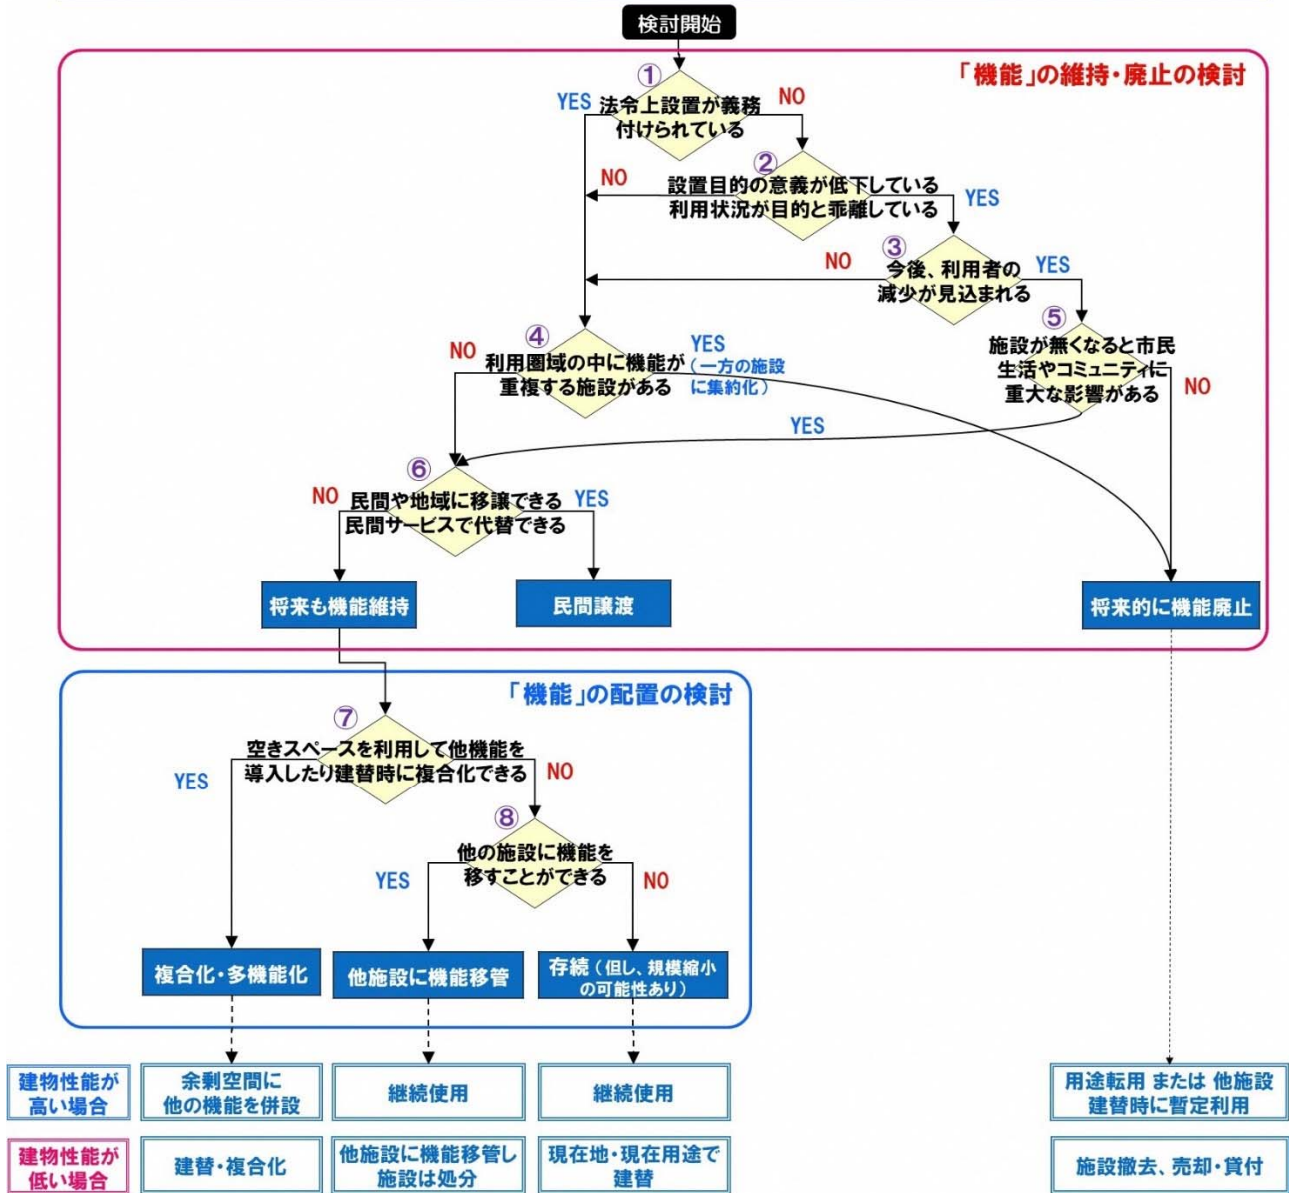 検討開始
「機能」の維持・廃止の検討
①
YES
法令上設置が義務
付けられている
NO
②
NO
設置目的の意義が低下している
利用状況が目的と乖離している
YES
③
NO
今後、利用者の
減少が見込まれる
YES
④
NO
利用圏域の中に機能が
重複する施設がある
YES
(一方の施設
に集約化)
⑤
施設が無くなると市民
生活やコミュニティに
重大な影響がある
NO
YES
⑥
NO
民間や地域に移譲できる
民間サービスで代替できる
YES
将来も機能維持
民間譲渡
将来的に機能廃止
「機能」の配置の検討
⑦
空きスペースを利用して他機能を
導入したり建替時に複合化できる
YES
NO
⑧
他の施設に機能を
移すことができる
YES
NO
複合化・多機能化
他施設に機能移管
存続(但し、規模縮小
の可能性あり)
建物性能が
高い場合
余剰空間に
他の機能を併設
継続使用
継続使用
用途転用 または 他施設
建替時に暫定利用
建物性能が
低い場合
建替・複合化
他施設に機能移管し
施設は処分
現在地・現在用途で
建替
施設撤去、売却・貸付